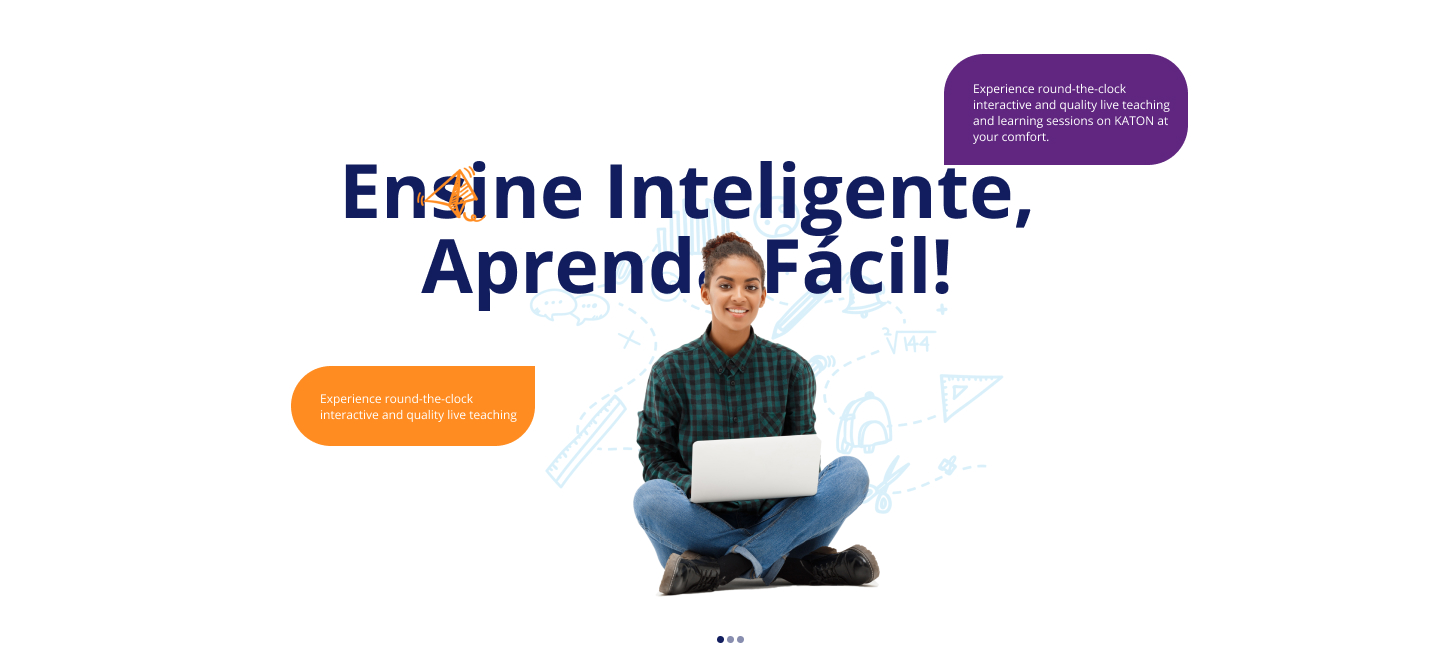 Experience round-the-clock
interactive and quality live teaching
and learning sessions on KATON at
your comfort.
Ensine Inteligente,
Aprenda Fácil!
√144
Experience round-the-clock
interactive and quality live teaching